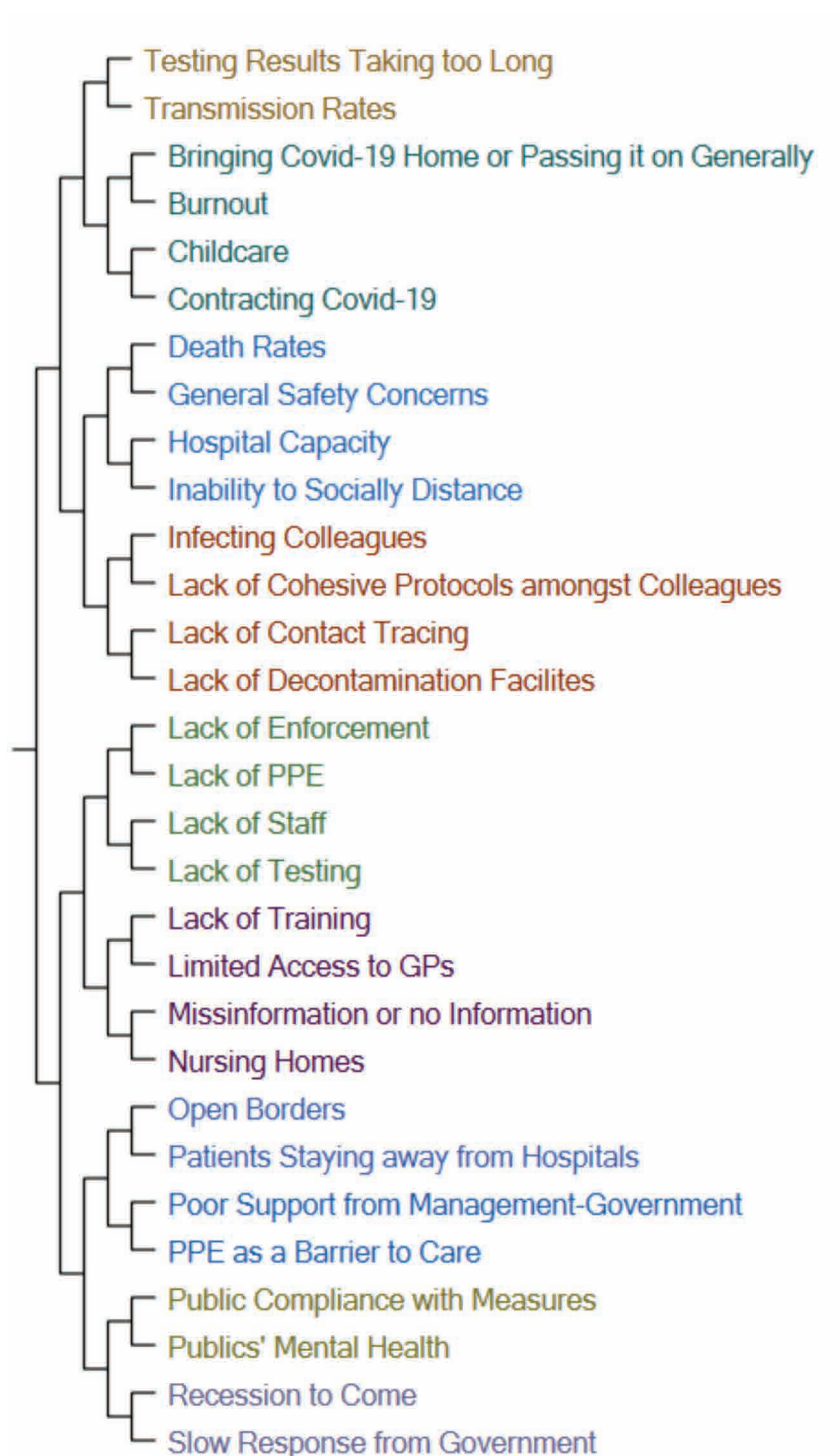 Testing Results Taking too Long
Transmission Rates
Bringing Covid-19 Home or Passing it on Generally
Burnout
Childcare
Contracting Covid-19
Death Rates
General Safety Concerns
Hospital Capacity
Inability to Socially Distance
Infecting Colleagues
Lack of Cohesive Protocols amongst Colleagues
Lack of Contact Tracing
Lack of Decontamination Facilites
Lack of Enforcement
Lack of PPE
Lack of Staff
Lack of Testing
Lack of Training
Limited Access to GPs
Missinformation or no Information
Nursing Homes
Open Borders
Patients Staying away from Hospitals
Poor Support from Management-Government
PPE as a Barrier to Care
Public Compliance with Measures
Publics' Mental Health
Recession to Come
Slow Response from Government